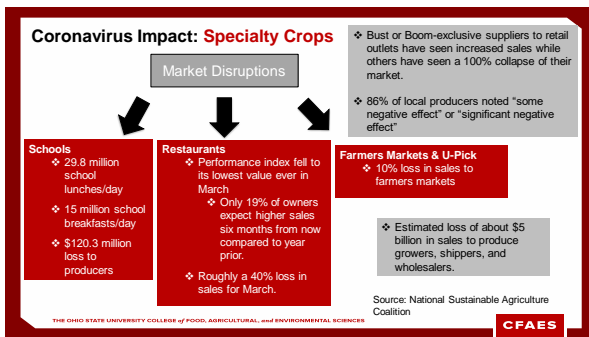 Coronavirus Impact: Specialty Crops
Market Disruptions
❖ Bust or Boom-exclusive suppliers to retail
outlets have seen increased sales while
others have seen a 100% collapse of their
market.
❖ 86% of local producers noted “some
negative effect” or “significant negative
effect”
Schools
❖ 29.8 million
school
lunches/day
❖ 15 million school
breakfasts/day
❖ $120.3 million
loss to
producers
Restaurants
❖ Performance index fell to
its lowest value ever in
March
❖ Only 19% of owners
expect higher sales
six months from now
compared to year
prior.
❖ Roughly a 40% loss in
sales for March.
Farmers Markets & U-Pick
❖ 10% loss in sales to
farmers markets
❖ Estimated loss of about $5
billion in sales to produce
growers, shippers, and
wholesalers.
Source: National Sustainable Agriculture
Coalition
THE OHIO STATE UNIVERSITY COLLEGE of FOOD, AGRICULTURAL, and ENVIRONMENTAL SCIENCES
CFAES